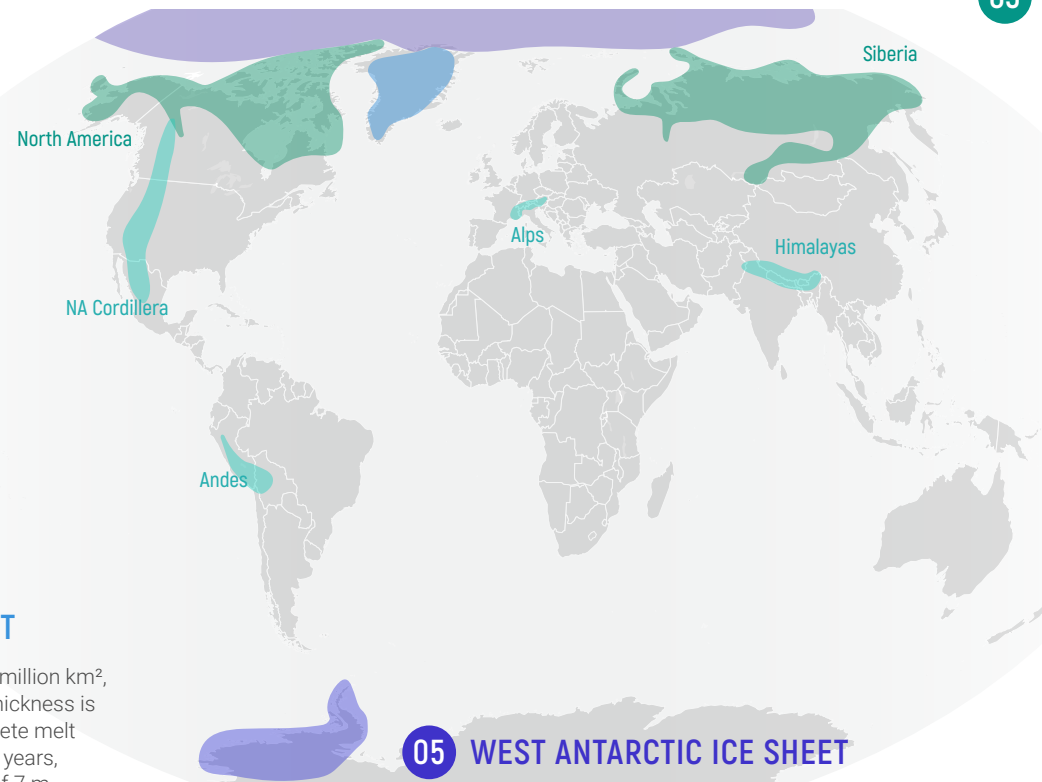 Siberia
North America
Alps
Himalayas
NA Cordillera
Andes
T
million km²,
hickness is
ete melt
years,
05 WEST ANTARCTIC ICE SHEET